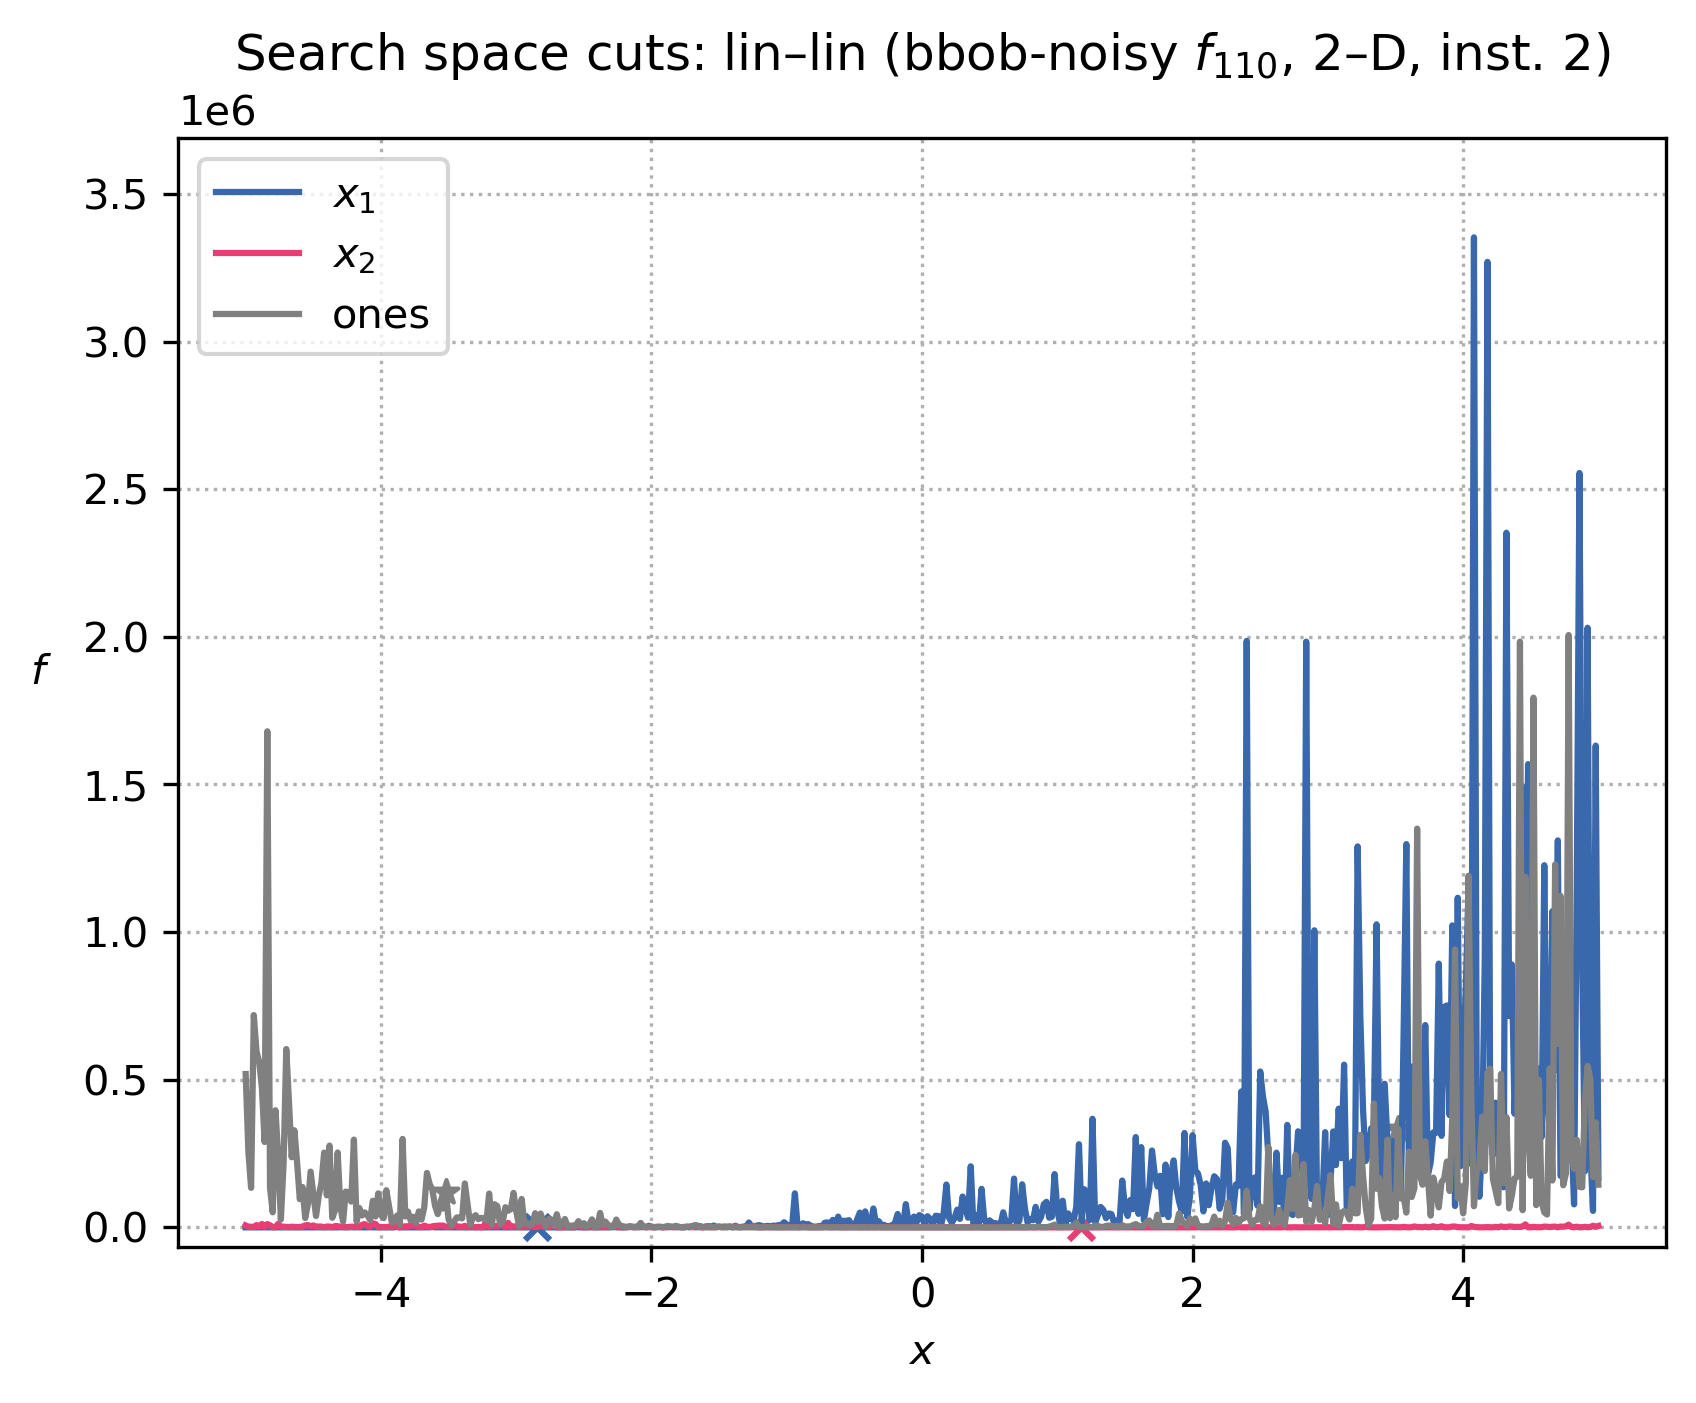 Search space cuts: lin–lin (bbob-noisy f₁₁₀, 2–D, inst. 2)
1e6
x₁
x₂
ones
3.5
3.0
2.5
2.0
1.5
1.0
0.5
0.0
f
−4 −2 0 2 4
x